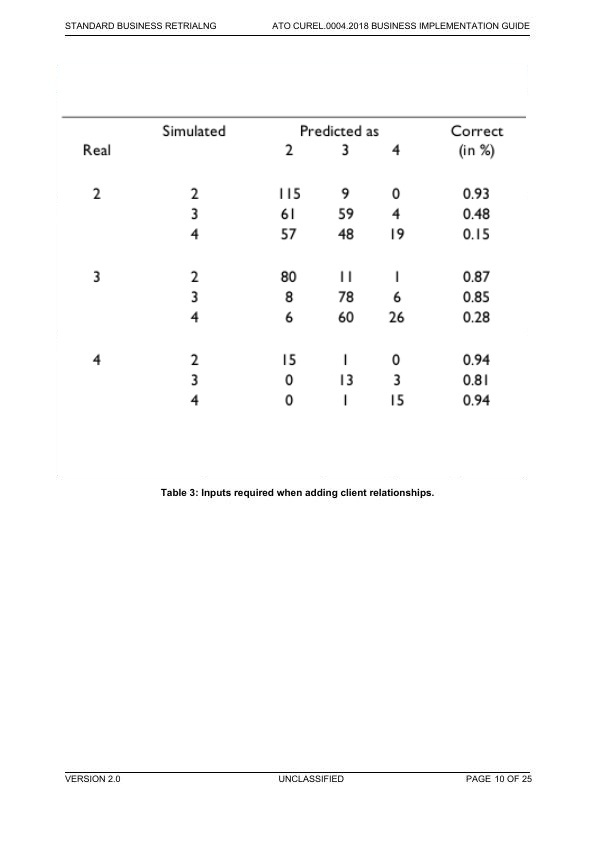 STANDARD BUSINESS RETRIALNG ATO CUREL.0004.2018 BUSINESS IMPLEMENTATION GUIDE
Simulated Predicted as Correct
Real 2 3 4 (in %)
2 2 115 9 0 0.93
3 61 59 4 0.48
4 57 48 19 0.15
3 2 80 11 1 0.87
3 8 78 6 0.85
4 6 60 26 0.28
4 2 15 1 0 0.94
3 0 13 3 0.81
4 0 1 15 0.94
Table 3: Inputs required when adding client relationships.
VERSION 2.0 UNCLASSIFIED PAGE 10 OF 25